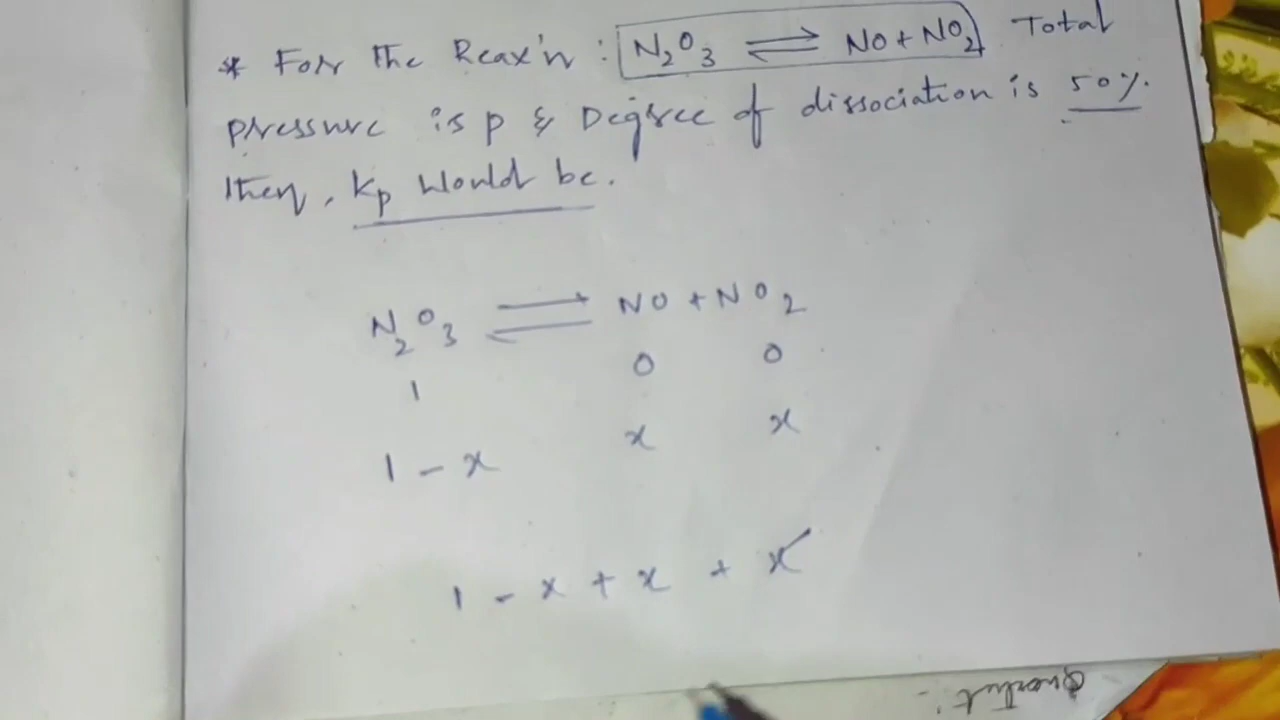 * For the Reax'n : N₂O₃ ⇌ NO + NO₂ Total
pressure is p & Degree of dissociation is 50%.
then, Kp would be.
N₂O₃ ⇌ NO + NO₂
1 0 0
1 - x x x
1 - x + x + x